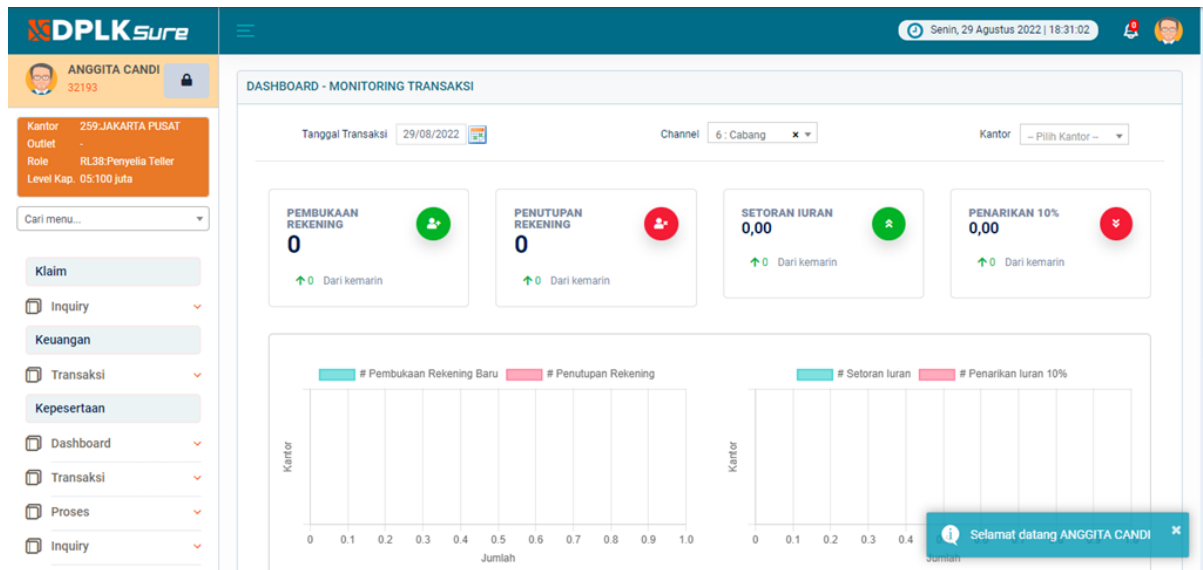 DPLKSure
Senin, 29 Agustus 2022 | 18:31:02
0
ANGGITA CANDI
32193
Kantor 259:JAKARTA PUSAT
Outlet -
Role RL38:Penyelia Teller
Level Kap. 05:100 juta
Cari menu...
Klaim
Inquiry
Keuangan
Transaksi
Kepesertaan
Dashboard
Transaksi
Proses
Inquiry
DASHBOARD - MONITORING TRANSAKSI
Tanggal Transaksi 29/08/2022 Channel 6 : Cabang x Kantor -- Pilih Kantor --
PEMBUKAAN
REKENING
0
0 Dari kemarin
PENUTUPAN
REKENING
0
0 Dari kemarin
SETORAN IURAN
0,00
0 Dari kemarin
PENARIKAN 10%
0,00
0 Dari kemarin
# Pembukaan Rekening Baru # Penutupan Rekening
Kantor
0 0.1 0.2 0.3 0.4 0.5 0.6 0.7 0.8 0.9 1.0
Jumlah
# Setoran Iuran # Penarikan Iuran 10%
Kantor
0 0.1 0.2 0.3 0.4
Jumlah
Selamat datang ANGGITA CANDI ×